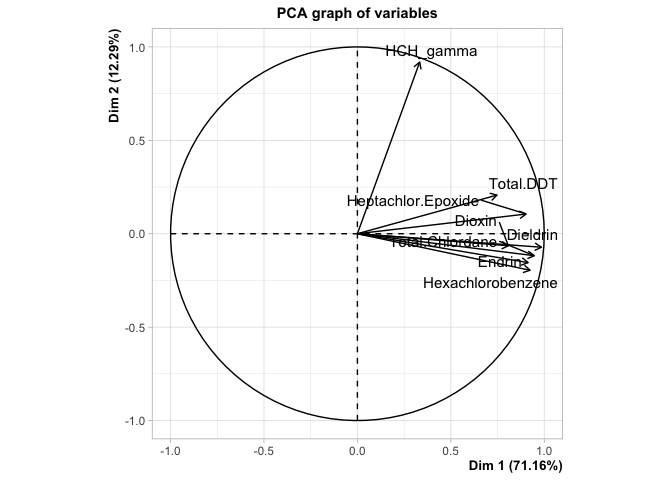 PCA graph of variables
Dim 2 (12.29%)
1.0
0.5
0.0
-0.5
-1.0
HCH_gamma
Total.DDT
Heptachlor.Epoxide
Dioxin
Dieldrin
Total.Chlordane
Endrin
Hexachlorobenzene
-1.0
-0.5
0.0
0.5
1.0
Dim 1 (71.16%)